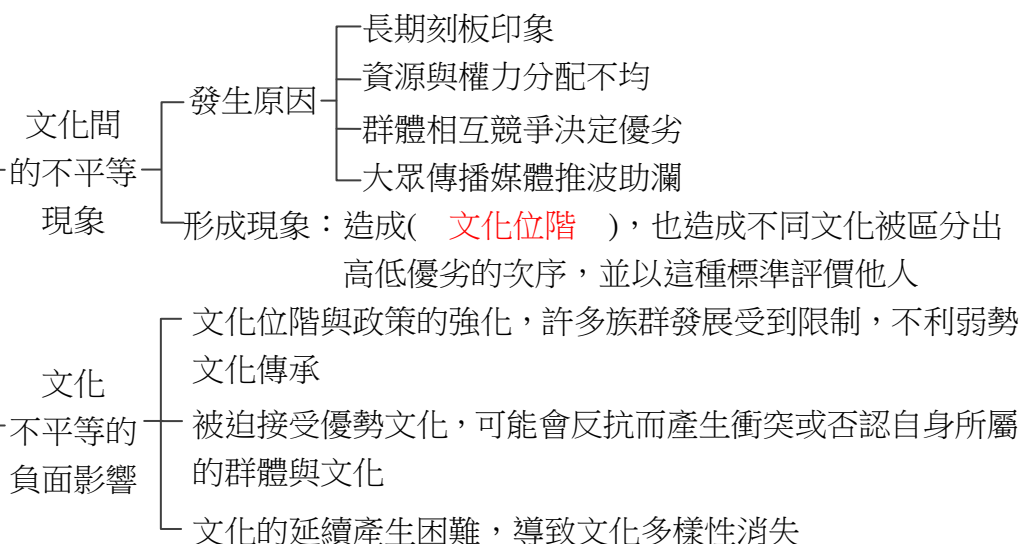 文化間
的不平等
現象
發生原因
長期刻板印象
資源與權力分配不均
群體相互競爭決定優劣
大眾傳播媒體推波助瀾
形成現象：造成(　文化位階　)，也造成不同文化被區分出
高低優劣的次序，並以這種標準評價他人
文化
不平等的
負面影響
文化位階與政策的強化，許多族群發展受到限制，不利弱勢
文化傳承
被迫接受優勢文化，可能會反抗而產生衝突或否認自身所屬
的群體與文化
文化的延續產生困難，導致文化多樣性消失